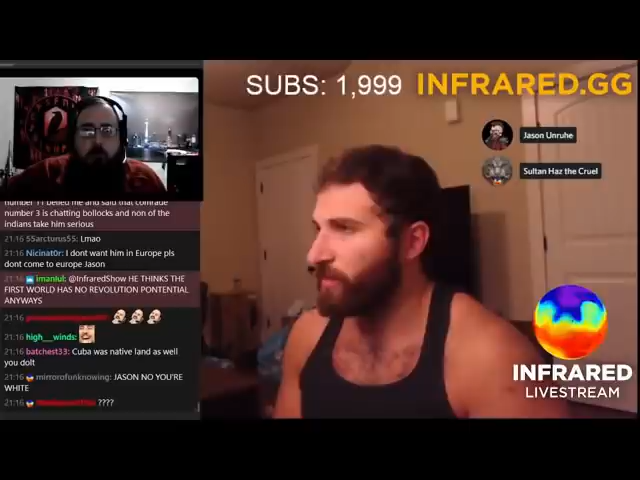 SUBS: 1,999 INFRARED.GG
Jason Unruhe
Sultan Haz the Cruel
number 11 belled me and said that comrade
number 3 is chatting bollocks and non of the
indians take him serious
21:16 55arcturus55: Lmao
21:16 Nicinat0r: I dont want him in Europe pls
dont come to europe Jason
21:16 imanlul: @InfraredShow HE THINKS THE
FIRST WORLD HAS NO REVOLUTION PONTENTIAL
ANYWAYS
21:16
21:16 high__winds:
21:16 batchest33: Cuba was native land as well
you dolt
21:16 mirrorofunknowing: JASON NO YOU'RE
WHITE
21:16 ????
INFRARED
LIVESTREAM